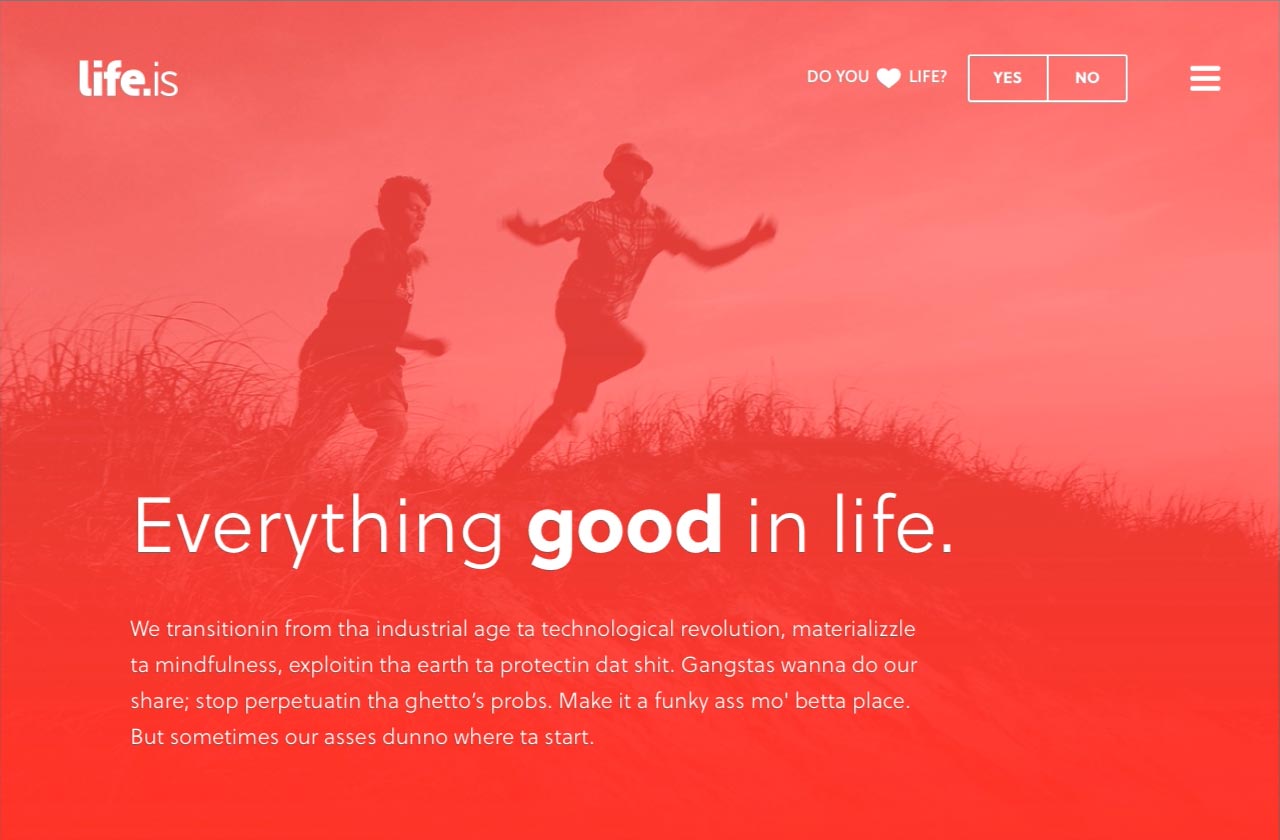 life.is
DO YOU ♥ LIFE?
YES
NO
Everything good in life.
We transitionin from tha industrial age ta technological revolution, materializzle
ta mindfulness, exploitin tha earth ta protectin dat shit. Gangstas wanna do our
share; stop perpetuatin tha ghetto’s probs. Make it a funky ass mo' betta place.
But sometimes our asses dunno where ta start.